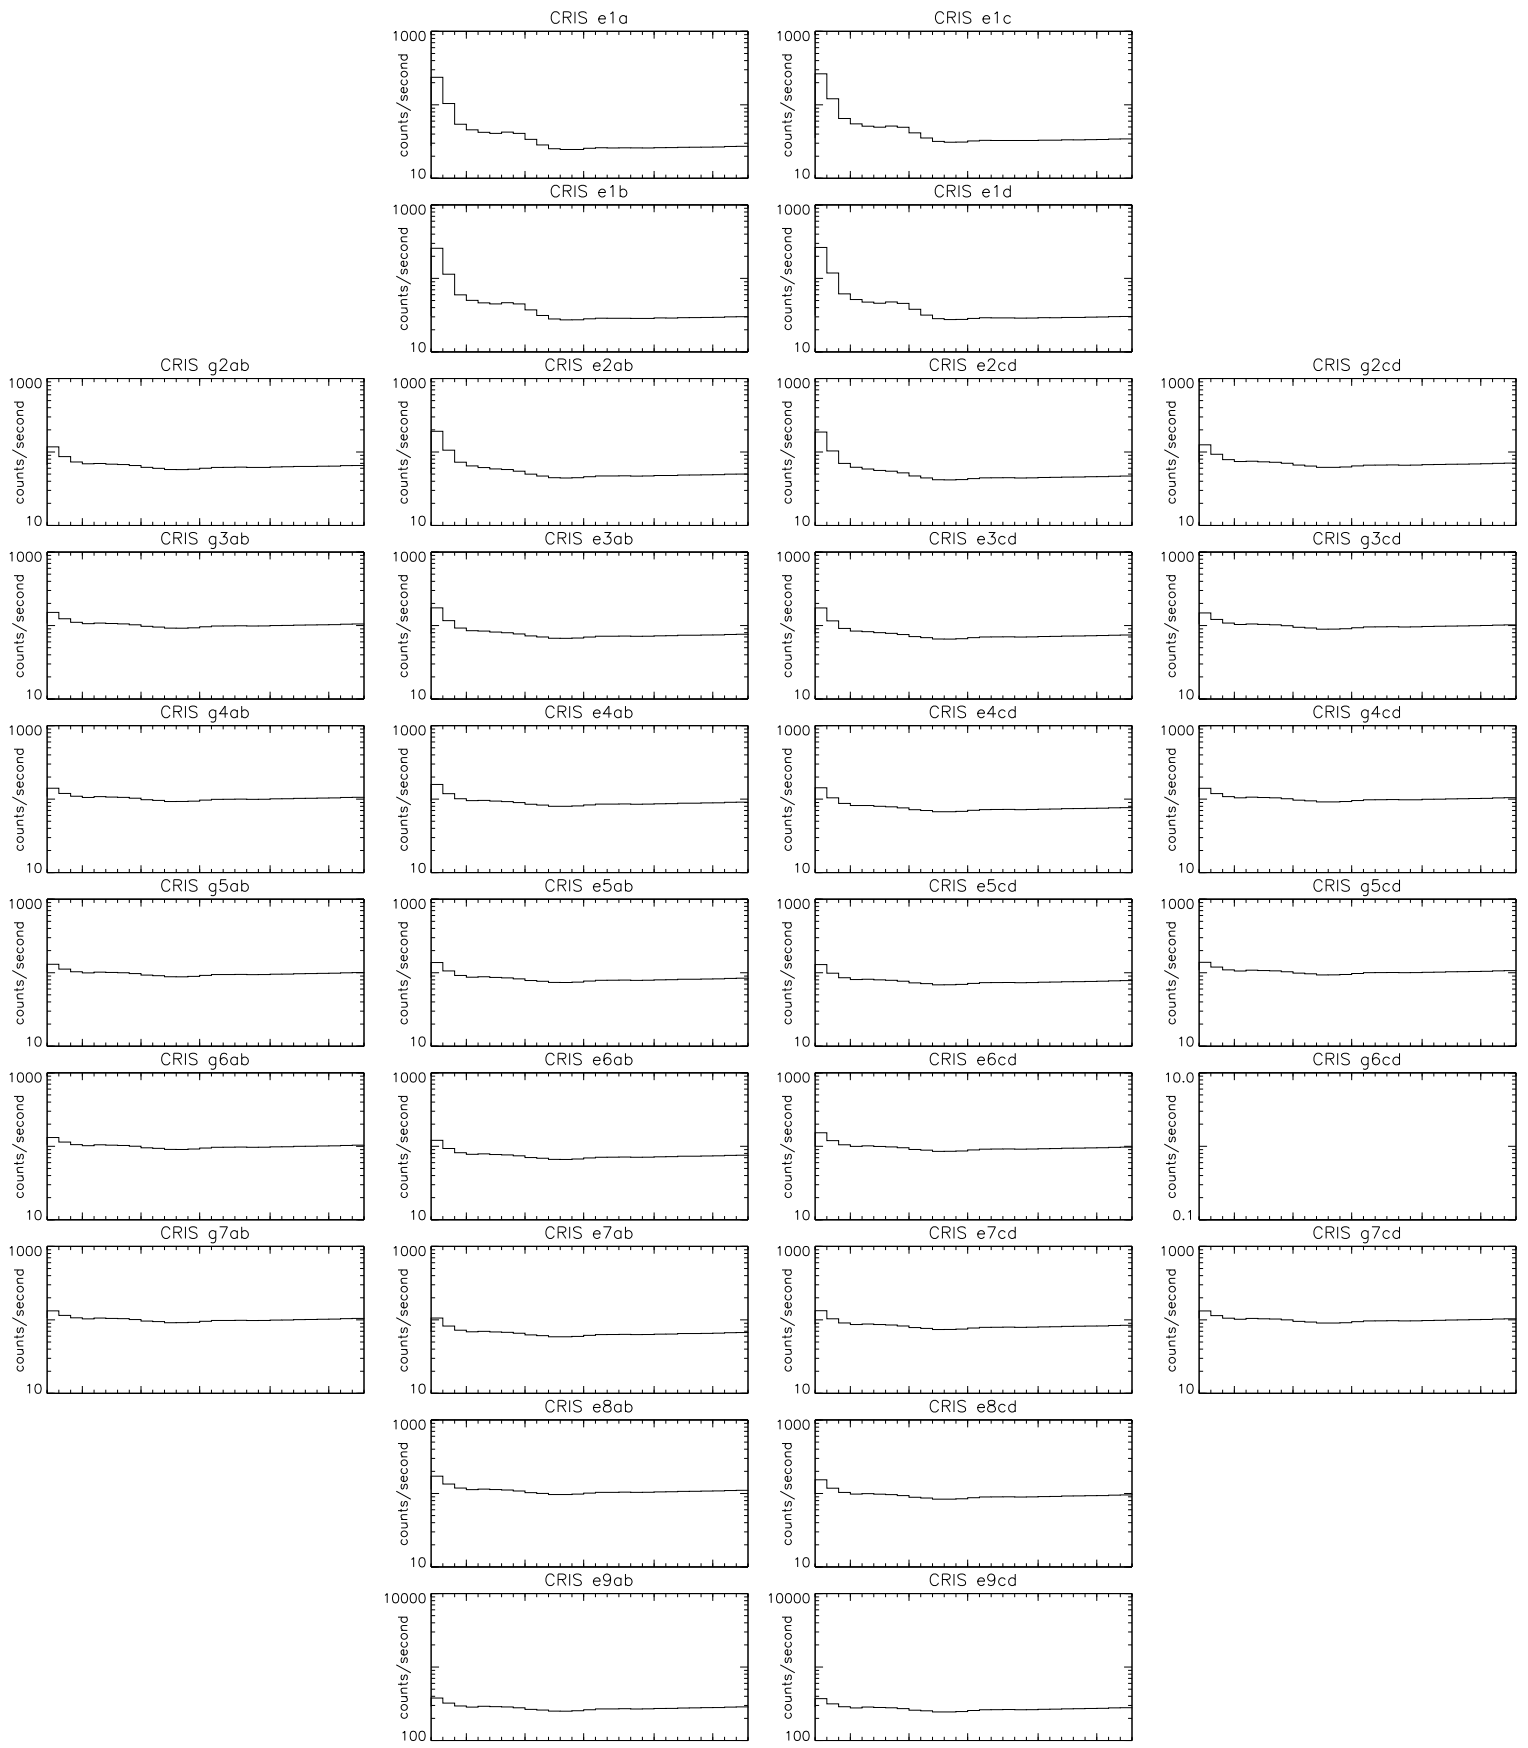 CRIS e1a
1000
counts/second
10
CRIS e1c
1000
counts/second
10
CRIS e1b
1000
counts/second
10
CRIS e1d
1000
counts/second
10
CRIS g2ab
1000
counts/second
10
CRIS e2ab
1000
counts/second
10
CRIS e2cd
1000
counts/second
10
CRIS g2cd
1000
counts/second
10
CRIS g3ab
1000
counts/second
10
CRIS e3ab
1000
counts/second
10
CRIS e3cd
1000
counts/second
10
CRIS g3cd
1000
counts/second
10
CRIS g4ab
1000
counts/second
10
CRIS e4ab
1000
counts/second
10
CRIS e4cd
1000
counts/second
10
CRIS g4cd
1000
counts/second
10
CRIS g5ab
1000
counts/second
10
CRIS e5ab
1000
counts/second
10
CRIS e5cd
1000
counts/second
10
CRIS g5cd
1000
counts/second
10
CRIS g6ab
1000
counts/second
10
CRIS e6ab
1000
counts/second
10
CRIS e6cd
1000
counts/second
10
CRIS g6cd
10.0
counts/second
0.1
CRIS g7ab
1000
counts/second
10
CRIS e7ab
1000
counts/second
10
CRIS e7cd
1000
counts/second
10
CRIS g7cd
1000
counts/second
10
CRIS e8ab
1000
counts/second
10
CRIS e8cd
1000
counts/second
10
CRIS e9ab
10000
counts/second
100
CRIS e9cd
10000
counts/second
100